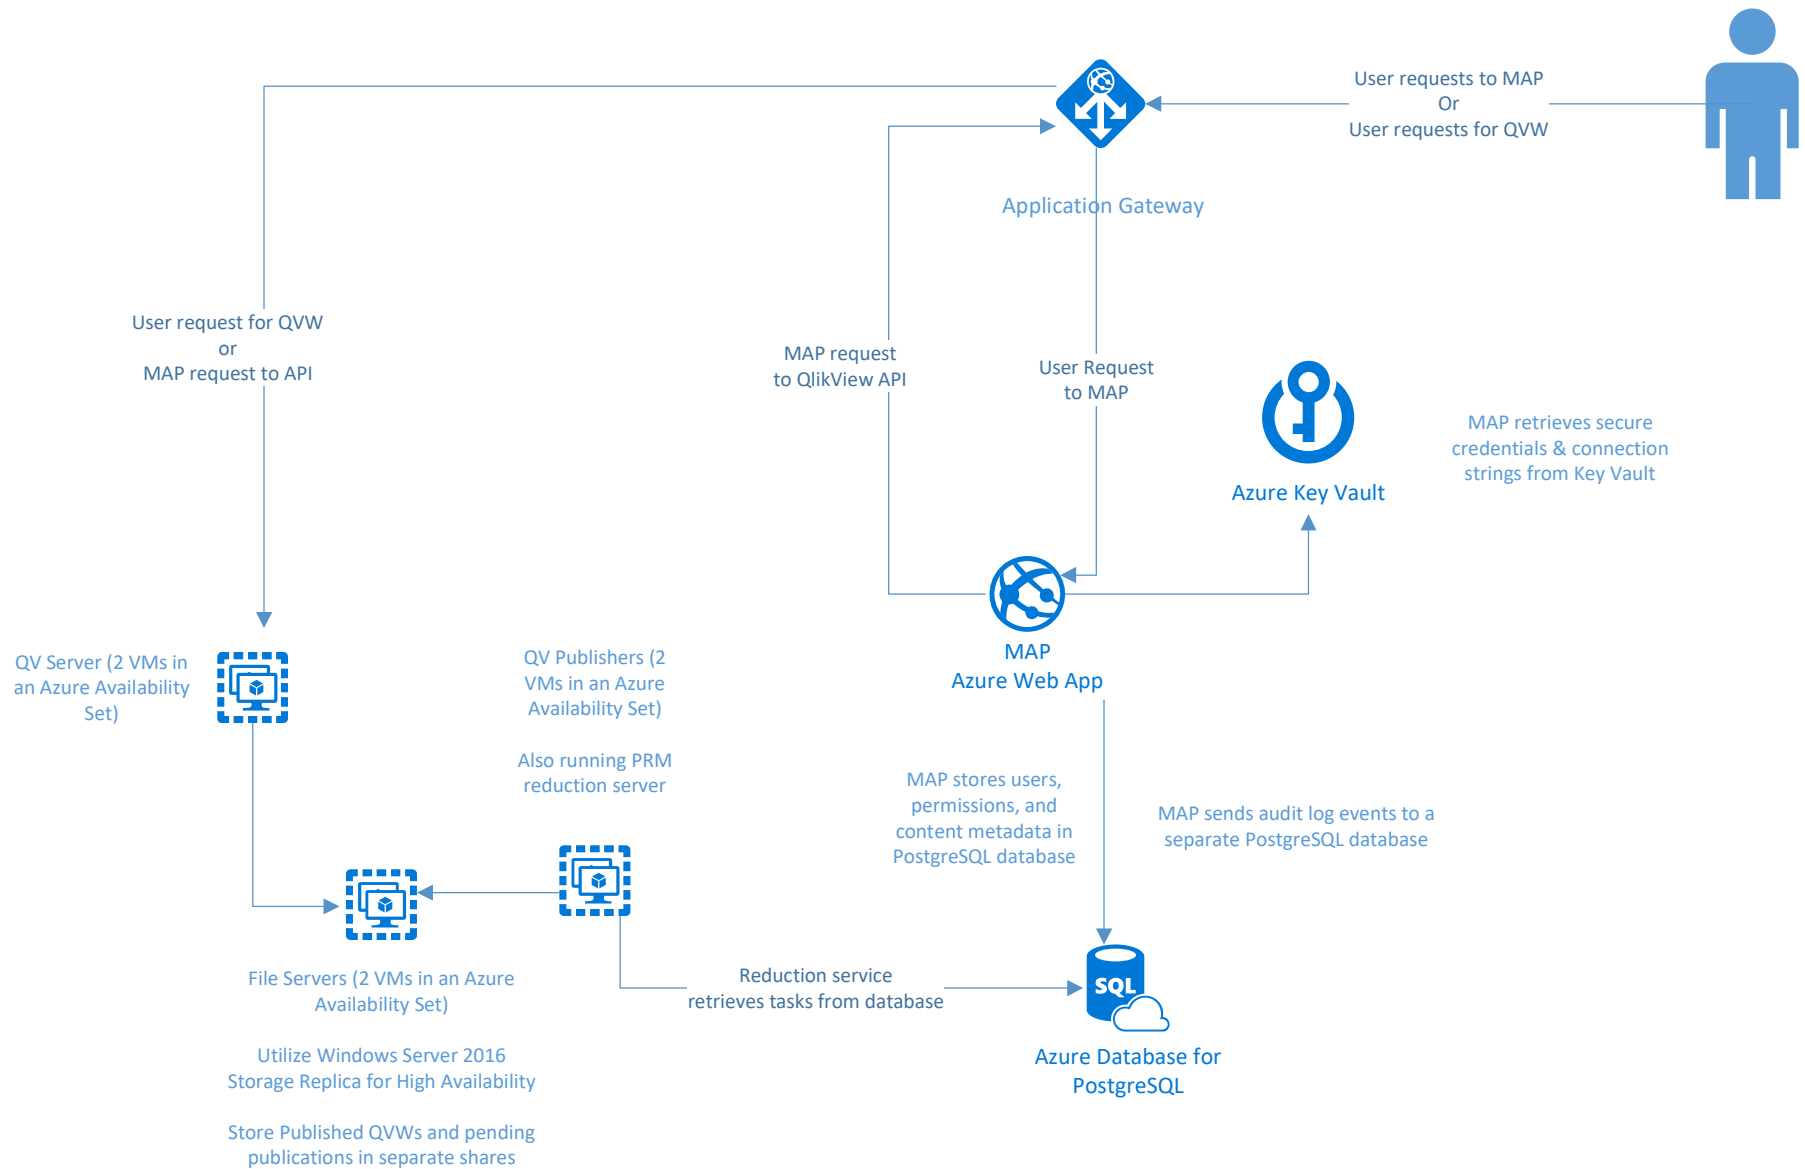 User requests to MAP
Or
User requests for QVW
Application Gateway
User request for QVW
or
MAP request to API
MAP request
to QlikView API
User Request
to MAP
MAP retrieves secure
credentials & connection
strings from Key Vault
Azure Key Vault
MAP
Azure Web App
QV Server (2 VMs in
an Azure Availability
Set)
QV Publishers (2
VMs in an Azure
Availability Set)
Also running PRM
reduction server
MAP stores users,
permissions, and
content metadata in
PostgreSQL database
MAP sends audit log events to a
separate PostgreSQL database
File Servers (2 VMs in an Azure
Availability Set)
Utilize Windows Server 2016
Storage Replica for High Availability
Store Published QVWs and pending
publications in separate shares
Reduction service
retrieves tasks from database
SQL
Azure Database for
PostgreSQL